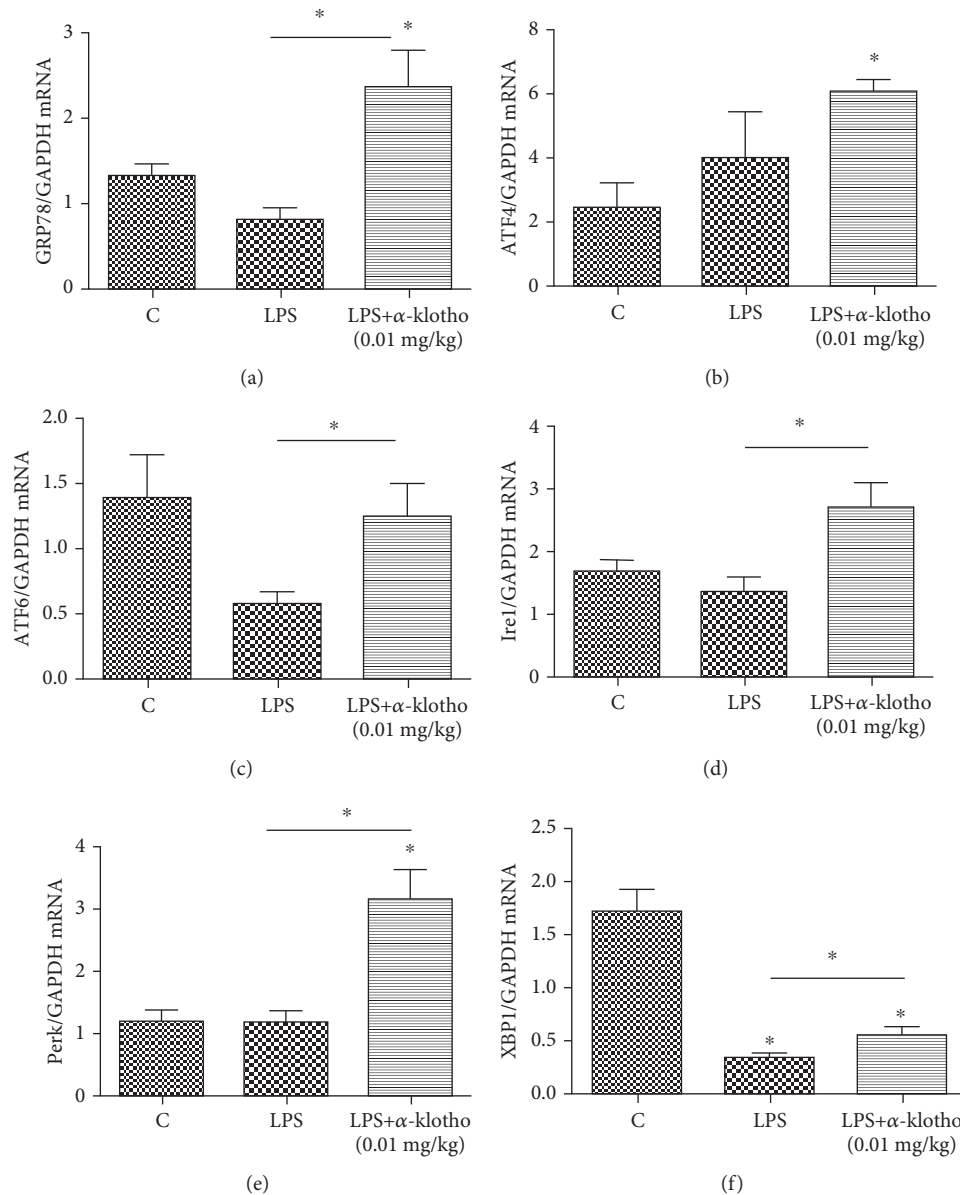 3
2
1
0
GRP78/GAPDH mRNA
*
*
C
LPS
LPS+α-klotho
(0.01 mg/kg)
(a)
8
6
4
2
0
ATF4/GAPDH mRNA
*
C
LPS
LPS+α-klotho
(0.01 mg/kg)
(b)
2.0
1.5
1.0
0.5
0.0
ATF6/GAPDH mRNA
*
C
LPS
LPS+α-klotho
(0.01 mg/kg)
(c)
4
3
2
1
0
Ire1/GAPDH mRNA
*
C
LPS
LPS+α-klotho
(0.01 mg/kg)
(d)
4
3
2
1
0
Perk/GAPDH mRNA
*
*
C
LPS
LPS+α-klotho
(0.01 mg/kg)
(e)
2.5
2.0
1.5
1.0
0.5
0.0
XBP1/GAPDH mRNA
*
*
*
C
LPS
LPS+α-klotho
(0.01 mg/kg)
(f)